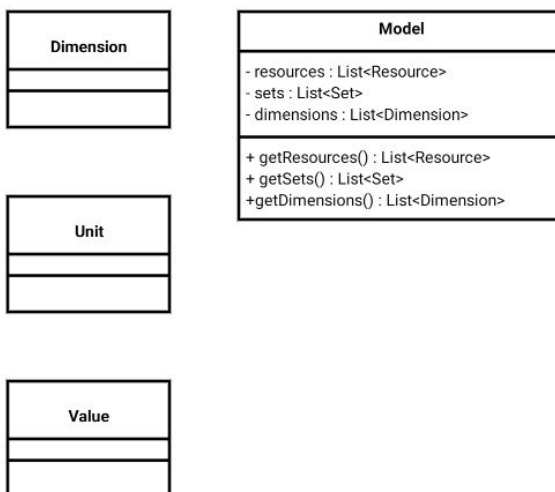 Dimension
Model
- resources : List<Resource>
- sets : List<Set>
- dimensions : List<Dimension>
+ getResources() : List<Resource>
+ getSets() : List<Set>
+getDimensions() : List<Dimension>
Unit
Value